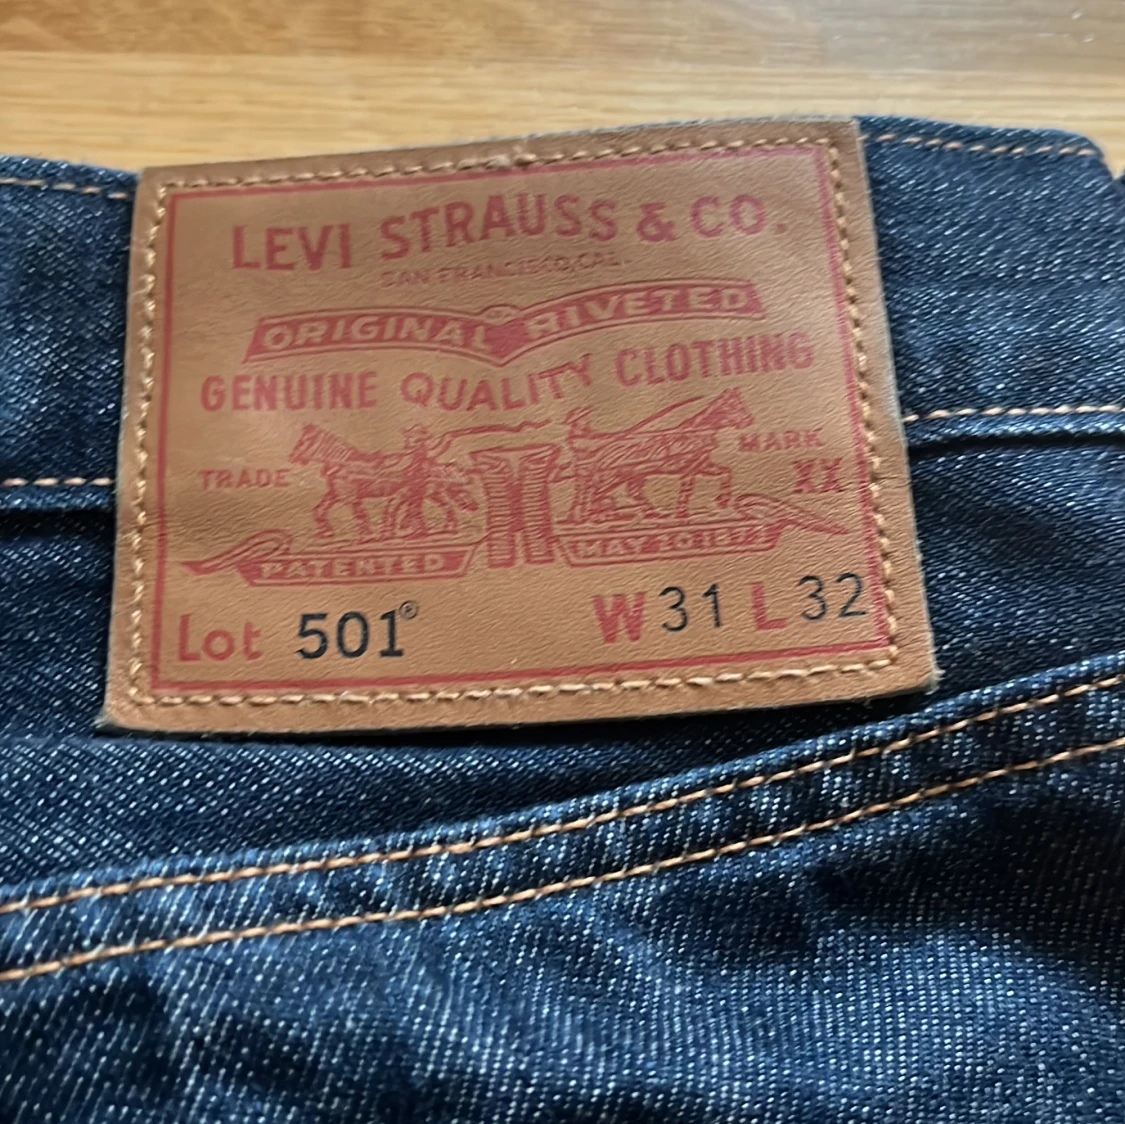 LEVI STRAUSS & CO.
SAN FRANCISCO, CAL.
ORIGINAL RIVETED
GENUINE QUALITY CLOTHING
TRADE MARK
XX
PATENTED MAY 20 1873
Lot 501® W 31 L 32